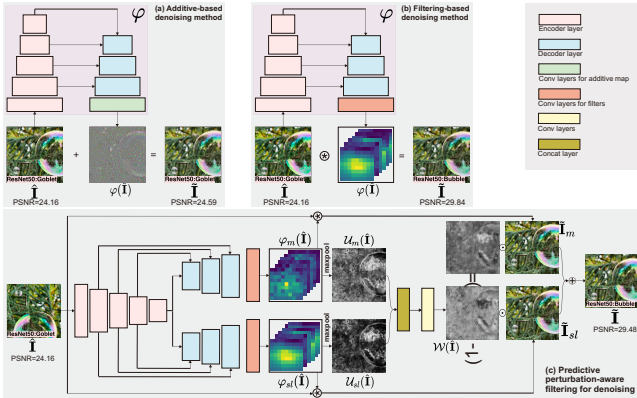 φ
(a) Additive-based
denoising method
ResNet50:Goblet
+
=
ResNet50:Goblet
Î
φ(Î)
Ĩ
PSNR=24.16
PSNR=24.59
φ
(b) Filtering-based
denoising method
ResNet50:Goblet
⊛
=
ResNet50:Bubble
Î
φ(Î)
Ĩ
PSNR=24.16
PSNR=29.84
Encoder layer
Decoder layer
Conv layers for additive map
Conv layers for filters
Conv layers
Concat layer
ResNet50:Goblet
Î
PSNR=24.16
⊛
φm(Î)
maxpool
Um(Î)
φsl(Î)
maxpool
Usl(Î)
⊛
W(Î)
(1 -
)
⊙
Ĩm
⊙
Ĩsl
⊕
ResNet50:Bubble
Ĩ
PSNR=29.48
(c) Predictive
perturbation-aware
filtering for denoising